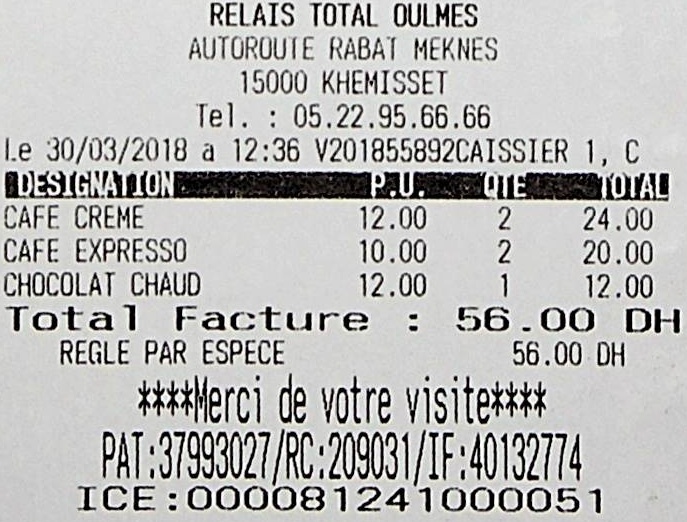 RELAIS TOTAL OULMES
AUTOROUTE RABAT MEKNES
15000 KHEMISSET
Tel. : 05.22.95.66.66
Le 30/03/2018 a 12:36 V201855892CAISSIER 1, C
DESIGNATION P.U. QTE TOTAL
CAFE CREME 12.00 2 24.00
CAFE EXPRESSO 10.00 2 20.00
CHOCOLAT CHAUD 12.00 1 12.00
Total Facture : 56.00 DH
REGLE PAR ESPECE 56.00 DH
****Merci de votre visite****
PAT:37993027/RC:209031/IF:40132774
ICE:000081241000051